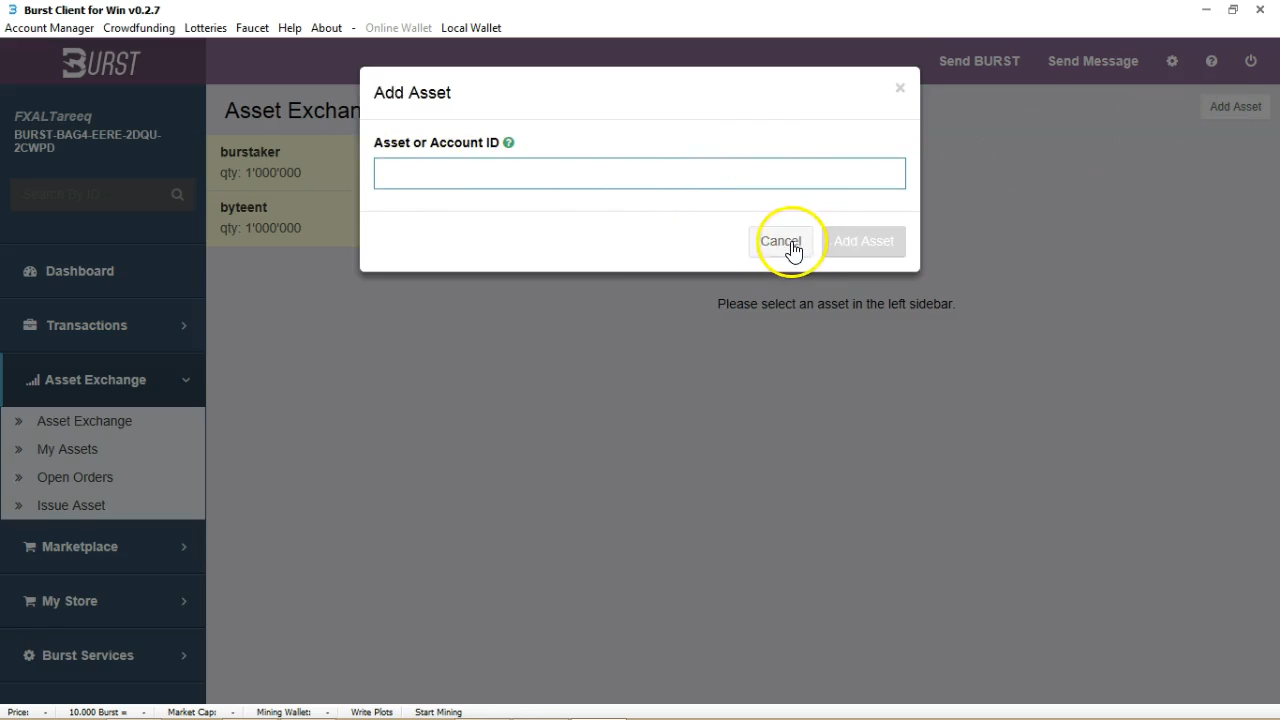 Burst Client for Win v0.2.7
Account Manager Crowdfunding Lotteries Faucet Help About - Online Wallet Local Wallet
BURST
Send BURST Send Message
FXALTareeq
BURST-BAG4-EERE-2DQU-
2CWPD
Search By ID
Dashboard
Transactions
Asset Exchange
Asset Exchange
My Assets
Open Orders
Issue Asset
Marketplace
My Store
Burst Services
Asset Exchan
Add Asset
burstaker
qty: 1'000'000
byteent
qty: 1'000'000
Add Asset
×
Asset or Account ID
Cancel Add Asset
Please select an asset in the left sidebar.
Price: - 10.000 Burst = - Market Cap: - Mining Wallet: - Write Plots Start Mining